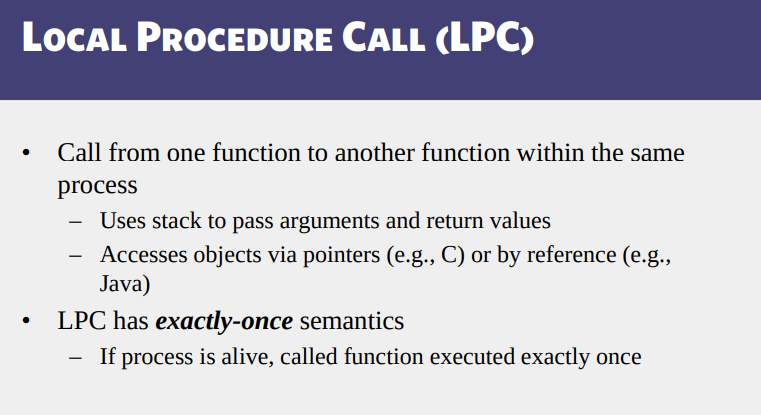 Local Procedure Call (LPC)
• Call from one function to another function within the same
process
– Uses stack to pass arguments and return values
– Accesses objects via pointers (e.g., C) or by reference (e.g.,
Java)
• LPC has exactly-once semantics
– If process is alive, called function executed exactly once